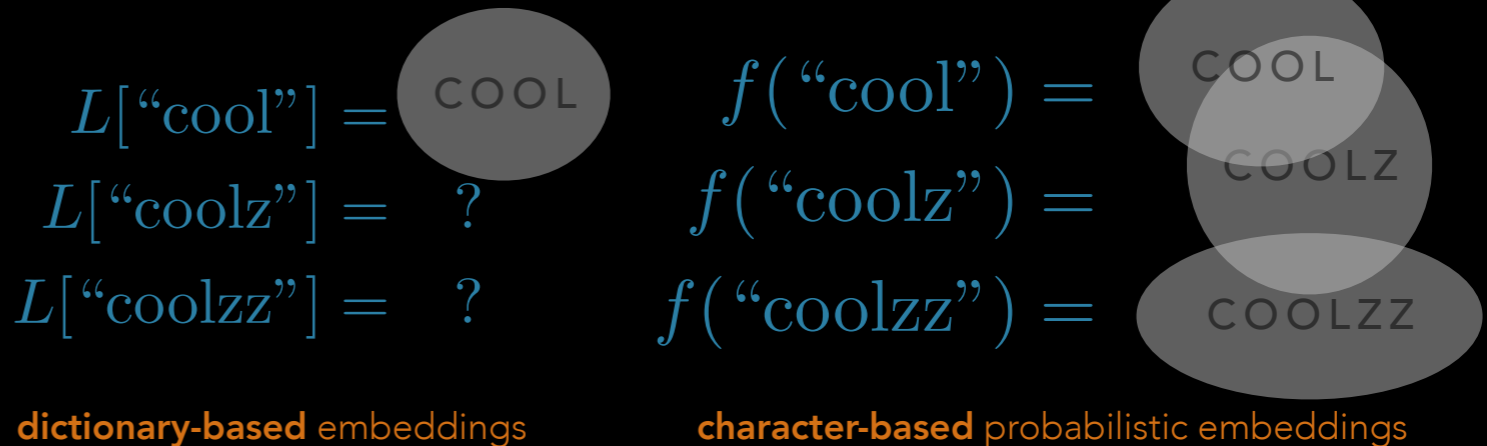 L[“cool”] = COOL
L[“coolz”] = ?
L[“coolzz”] = ?
dictionary-based embeddings
f(“cool”) = COOL
f(“coolz”) = COOLZ
f(“coolzz”) = COOLZZ
character-based probabilistic embeddings